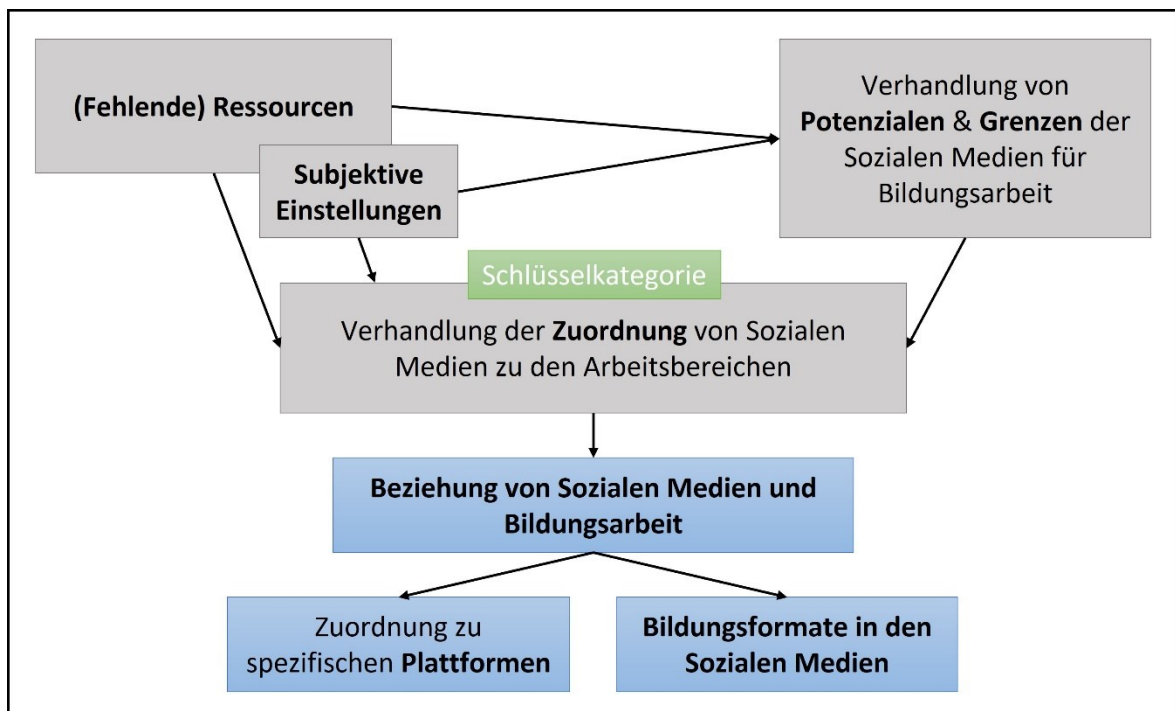 (Fehlende) Ressourcen
Subjektive
Einstellungen
Verhandlung von
Potenzialen & Grenzen der
Sozialen Medien für
Bildungsarbeit
Schlüsselkategorie
Verhandlung der Zuordnung von Sozialen
Medien zu den Arbeitsbereichen
Beziehung von Sozialen Medien und
Bildungsarbeit
Zuordnung zu
spezifischen Plattformen
Bildungsformate in den
Sozialen Medien